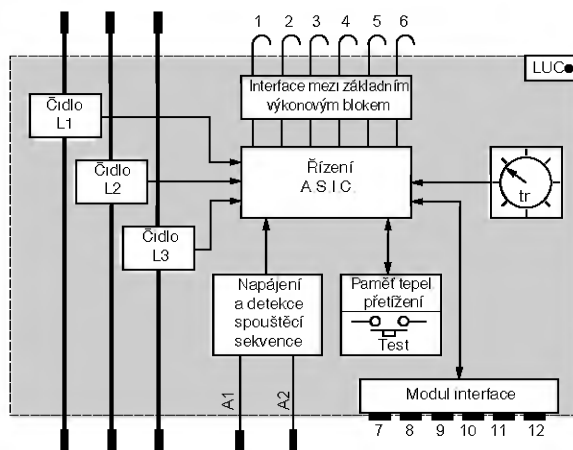 1 2 3 4 5 6
LUC
Interface mezi základním
výkonovým blokem
Čidlo
L1
Čidlo
L2
Čidlo
L3
Řízení
A.S.I.C.
tr
Napájení
a detekce
spouštěcí
sekvence
Paměť tepel
přetížení
Test
A1
A2
Modul interface
7 8 9 10 11 12